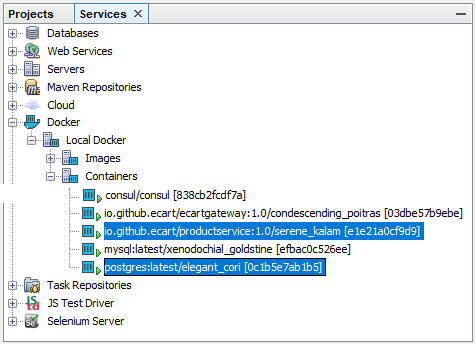 Projects
Services
Databases
Web Services
Servers
Maven Repositories
Cloud
Docker
Local Docker
Images
Containers
consul/consul [838cb2fcdf7a]
io.github.ecart/ecartgateway:1.0/condescending_poitras [03dbe57b9ebe]
io.github.ecart/productservice:1.0/serene_kalam [e1e21a0cf9d9]
mysql:latest/xenodochial_goldstine [efbac0c526ee]
postgres:latest/elegant_cori [0c1b5e7ab1b5]
Task Repositories
JS Test Driver
Selenium Server